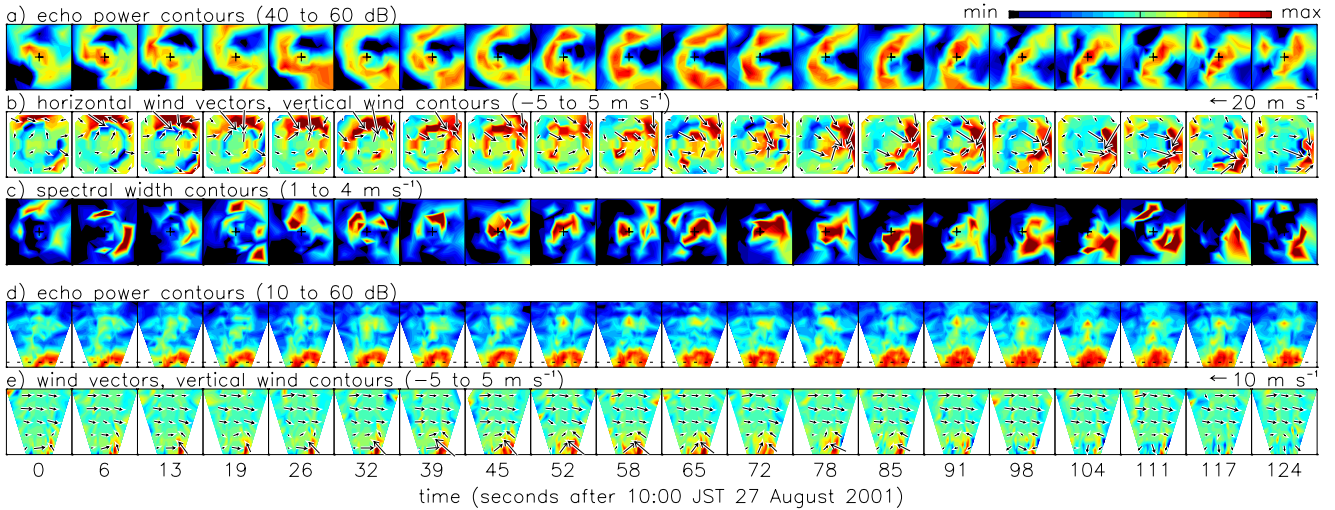 a) echo power contours (40 to 60 dB)
min max
b) horizontal wind vectors, vertical wind contours (−5 to 5 m s⁻¹)
← 20 m s⁻¹
c) spectral width contours (1 to 4 m s⁻¹)
d) echo power contours (10 to 60 dB)
e) wind vectors, vertical wind contours (−5 to 5 m s⁻¹)
← 10 m s⁻¹
0 6 13 19 26 32 39 45 52 58 65 72 78 85 91 98 104 111 117 124
time (seconds after 10:00 JST 27 August 2001)